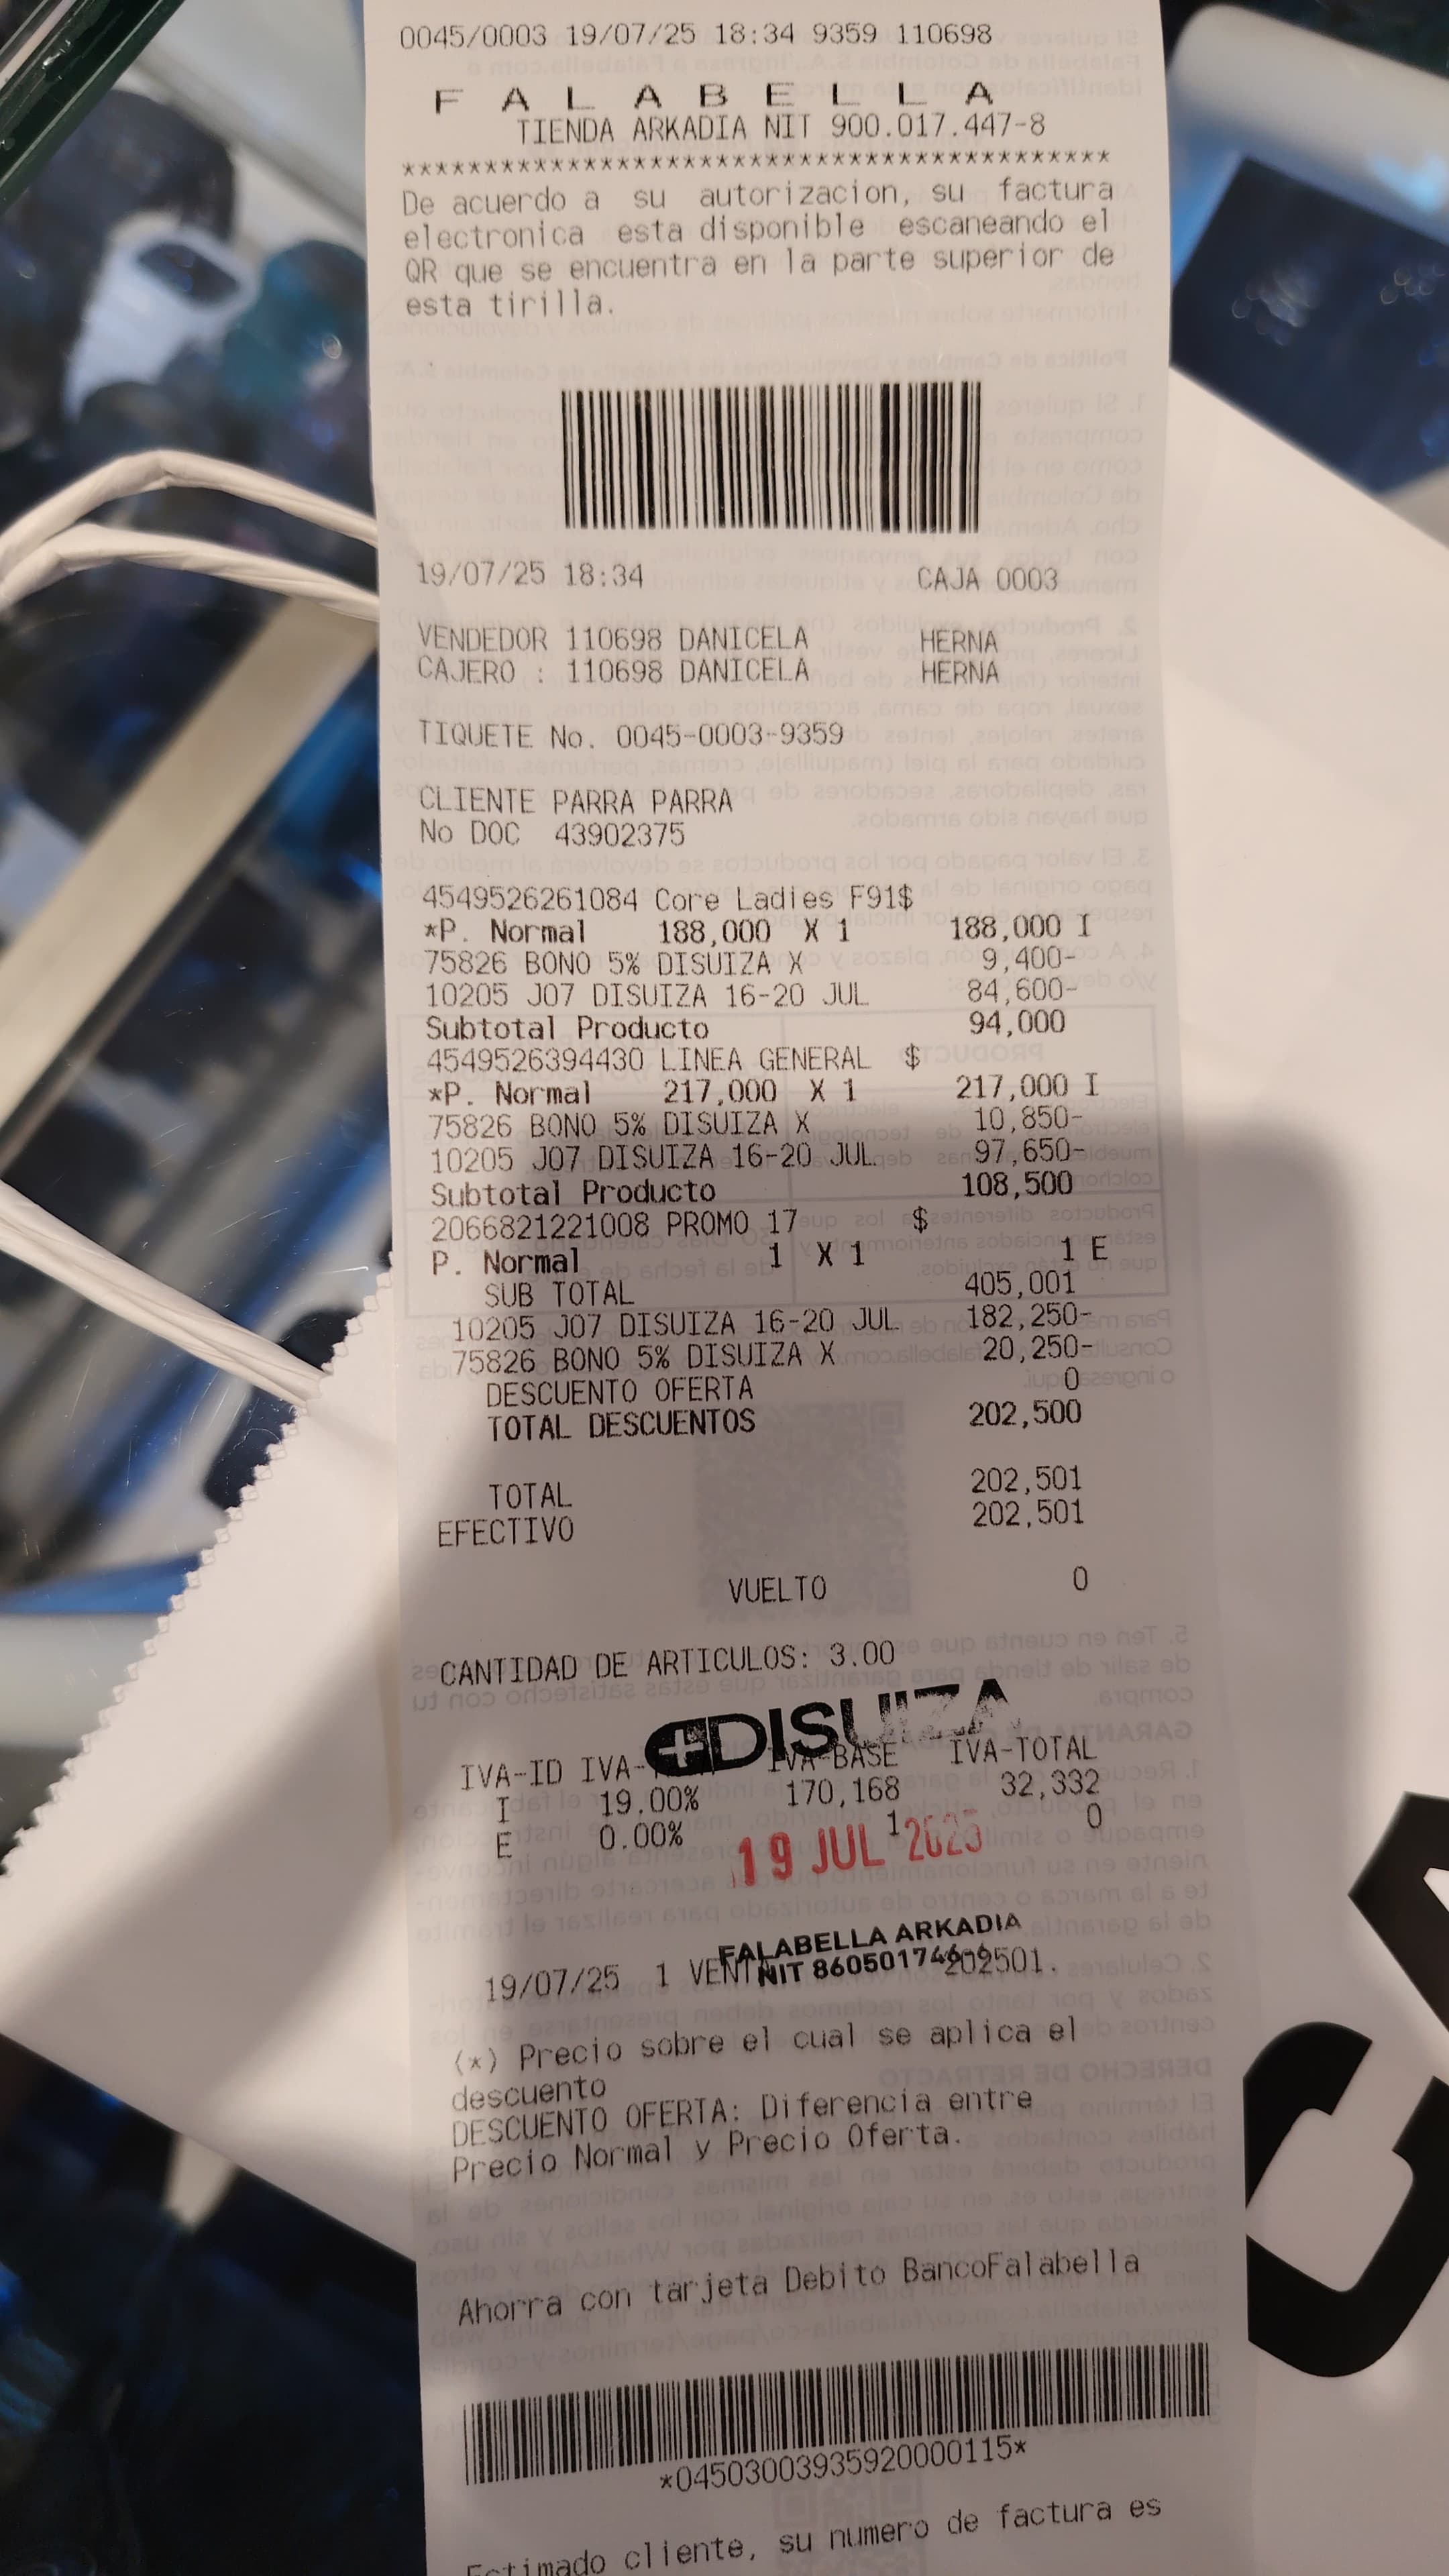 0045/0003 19/07/25 18:34 9359 110698
F A L A B E L L A
TIENDA ARKADIA NIT 900.017.447-8
*******************************************
De acuerdo a su autorizacion, su factura
electronica esta disponible escaneando el
QR que se encuentra en la parte superior de
esta tirilla.
19/07/25 18:34 CAJA 0003
VENDEDOR 110698 DANICELA HERNA
CAJERO : 110698 DANICELA HERNA
TIQUETE No. 0045-0003-9359
CLIENTE PARRA PARRA
No DOC 43902375
4549526261084 Core Ladies F91$
*P. Normal 188,000 X 1 188,000 I
75826 BONO 5% DISUIZA X 9,400-
10205 J07 DISUIZA 16-20 JUL 84,600-
Subtotal Producto 94,000
4549526394430 LINEA GENERAL $
*P. Normal 217,000 X 1 217,000 I
75826 BONO 5% DISUIZA X 10,850-
10205 J07 DISUIZA 16-20 JUL 97,650-
Subtotal Producto 108,500
2066821221008 PROMO 17 $
P. Normal 1 X 1 1 E
SUB TOTAL 405,001
10205 J07 DISUIZA 16-20 JUL 182,250-
75826 BONO 5% DISUIZA X 20,250-
DESCUENTO OFERTA 0
TOTAL DESCUENTOS 202,500
TOTAL 202,501
EFECTIVO 202,501
VUELTO 0
CANTIDAD DE ARTICULOS: 3.00
DISUIZA
IVA-ID IVA- IVA-BASE IVA-TOTAL
I 19.00% 170,168 32,332
E 0.00% 1 0
19 JUL 2025
FALABELLA ARKADIA
NIT 860501746-6
19/07/25 1 202501.
(*) Precio sobre el cual se aplica el
descuento
DESCUENTO OFERTA: Diferencia entre
Precio Normal y Precio Oferta.
Ahorra con tarjeta Debito BancoFalabella
*04503003935920000115*
Estimado cliente, su numero de factura es